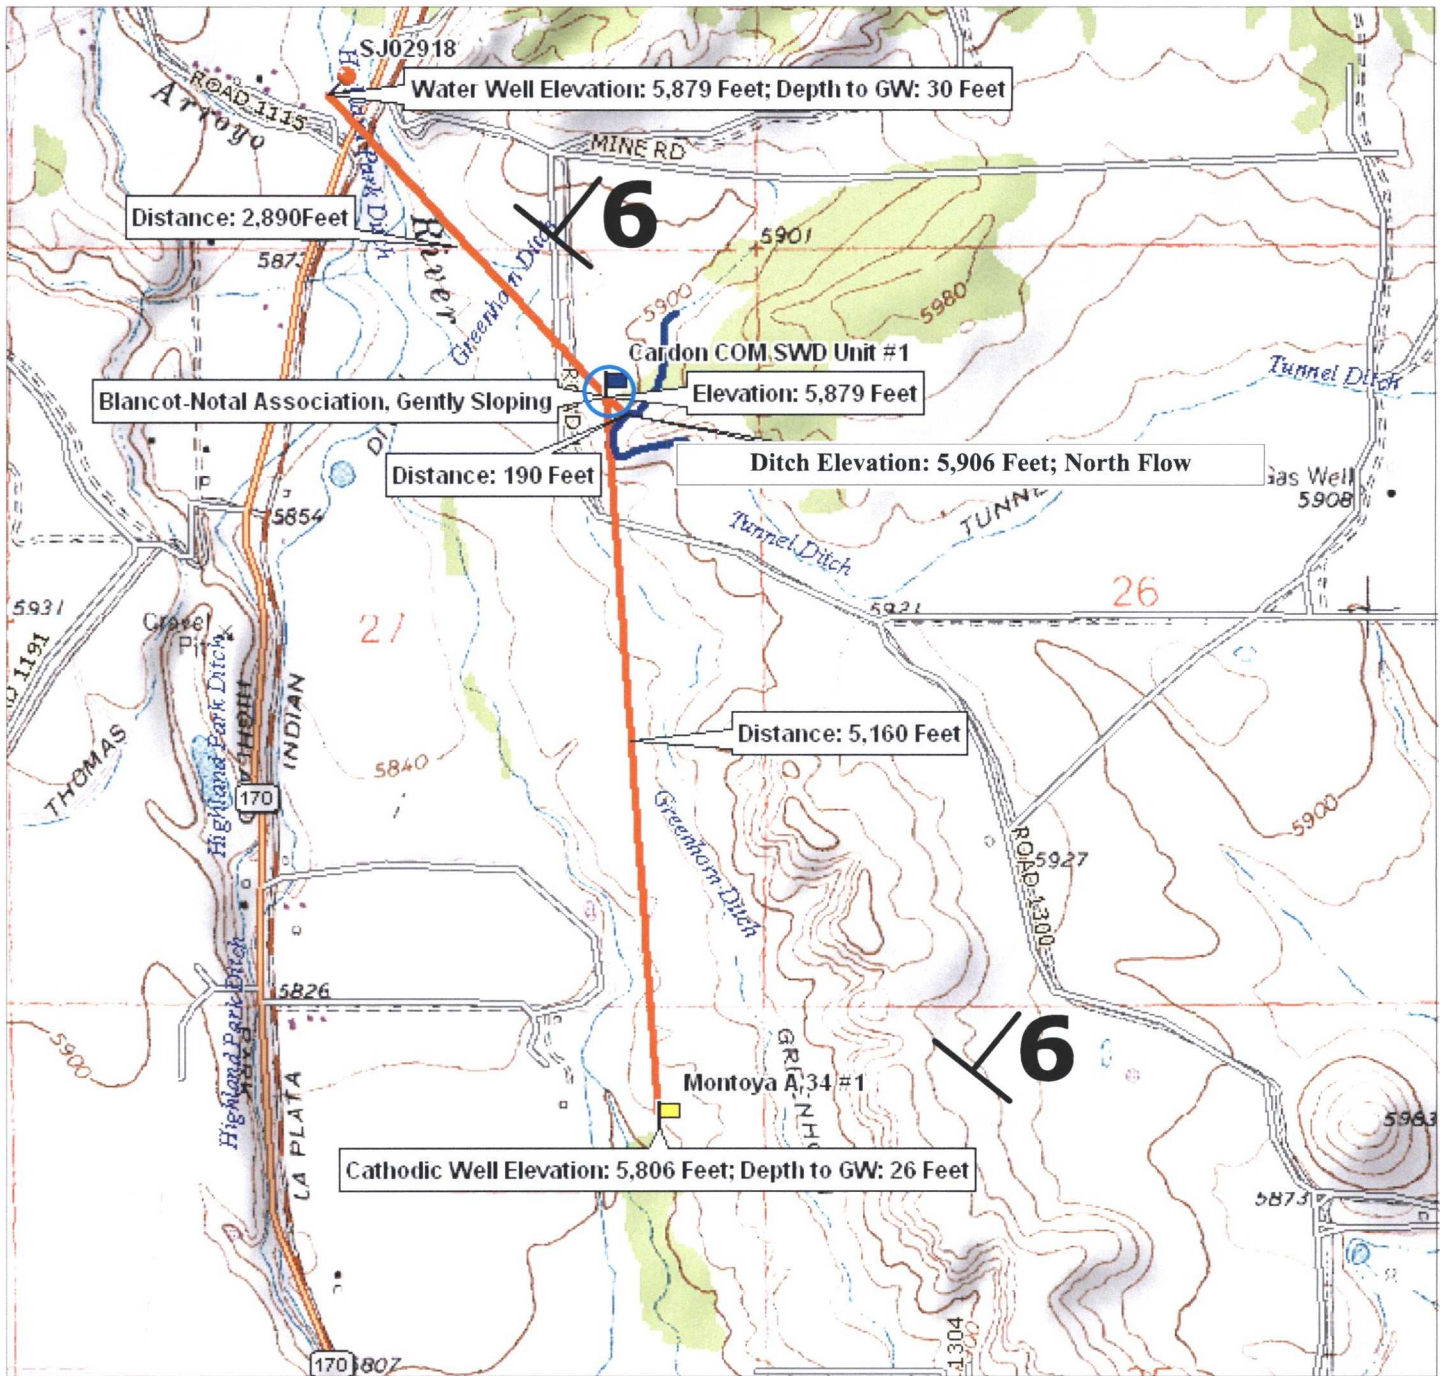 SJ02918
Water Well Elevation: 5,879 Feet; Depth to GW: 30 Feet
ROAD 1115
Arroyo
MINE RD
Distance: 2,890Feet
6
River
Greenhorn Ditch
5901
5873
5900
5980
Cardon COM SWD Unit #1
Tunnel Ditch
Blancot-Notal Association, Gently Sloping
Elevation: 5,879 Feet
Distance: 190 Feet
Ditch Elevation: 5,906 Feet; North Flow
Gas Well
5908
5854
Tunnel Ditch
5931
Gravel
Pit
27
5921
26
1191
Highland Park Ditch
INDIAN
THOMAS
Distance: 5,160 Feet
5840
170
Greenhorn Ditch
5900
5927
ROAD 1300
Highland Park Ditch
5826
5900
6
LA PLATA
PARK
Montoya A 34 #1
5983
Cathodic Well Elevation: 5,806 Feet; Depth to GW: 26 Feet
5873
1304
170
5807